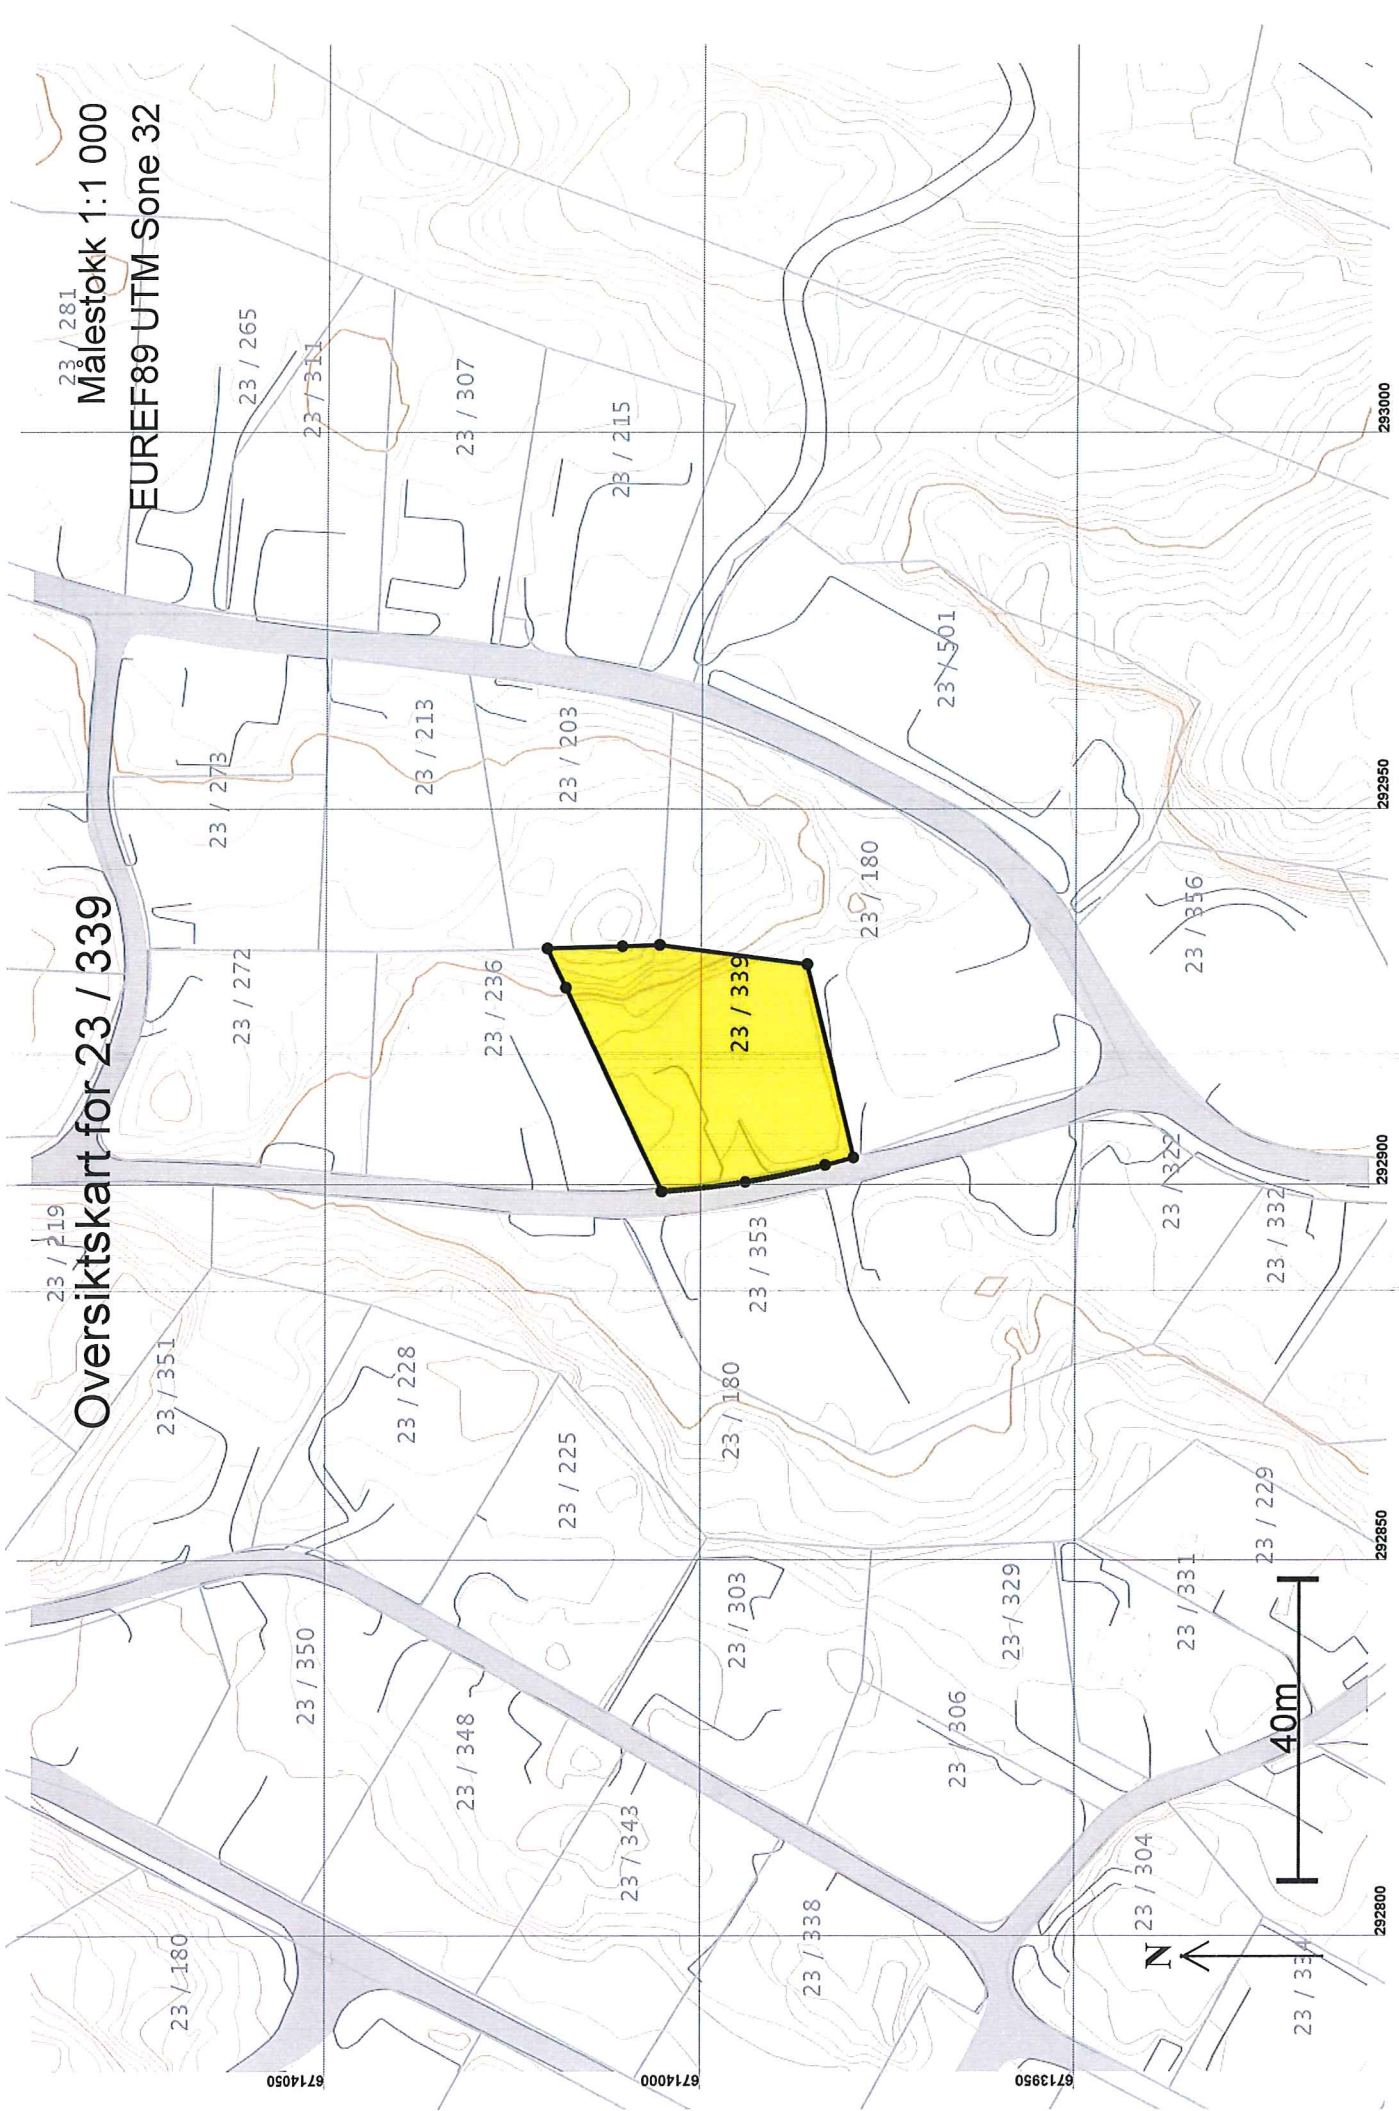 Oversiktskart for 23 / 339
Målestokk 1:1 000
EUREF89 UTM Sone 32
23 / 219
23 / 281
23 / 180
23 / 351
23 / 273
23 / 272
23 / 265
23 / 350
23 / 311
6714050
23 / 228
23 / 213
23 / 348
23 / 236
23 / 307
23 / 225
23 / 203
23 / 343
23 / 215
6714000
23 / 303
23 / 180
23 / 353
23 / 339
23 / 338
23 / 180
23 / 306
23 / 501
23 / 329
6713950
23 / 304
N
23 / 331
23 / 322
23 / 356
23 / 229
23 / 332
40m
23 / 334
292800
292850
292900
292950
293000